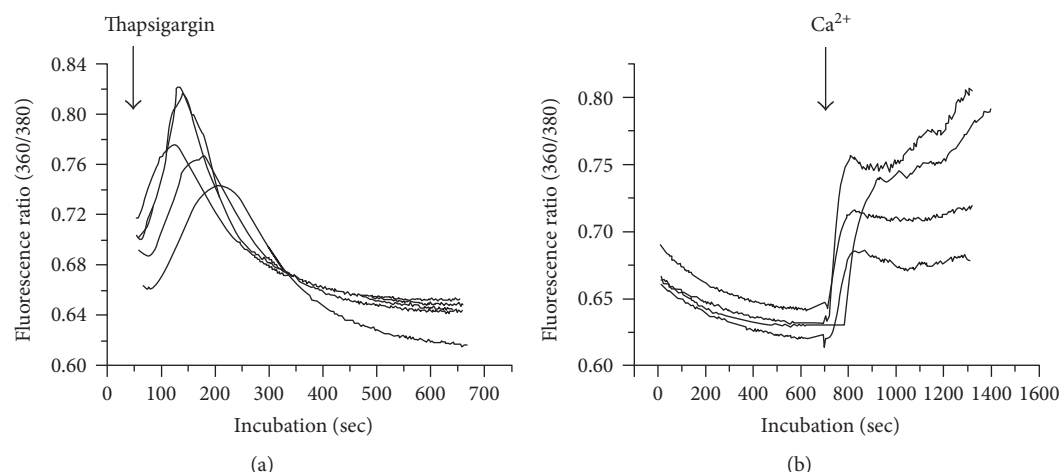 Thapsigargin
0.84
0.80
0.76
0.72
0.68
0.64
0.60
Fluorescence ratio (360/380)
0 100 200 300 400 500 600 700
Incubation (sec)
(a)
Ca²⁺
0.80
0.75
0.70
0.65
0.60
Fluorescence ratio (360/380)
0 200 400 600 800 1000 1200 1400 1600
Incubation (sec)
(b)